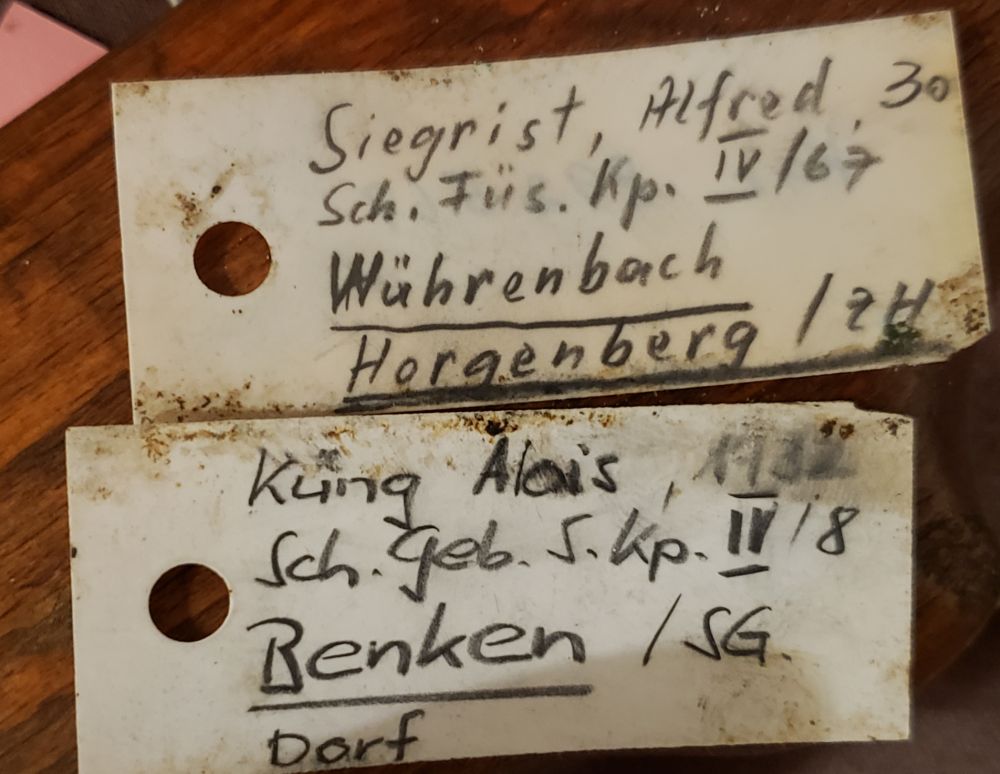 Siegrist, Alfred, 30
Sch. Füs. Kp. IV/67
Wührenbach
Horgenberg / ZH
Küng Alois, 1932
Sch. Geb. S. Kp. IV/8
Benken / SG.
Dorf